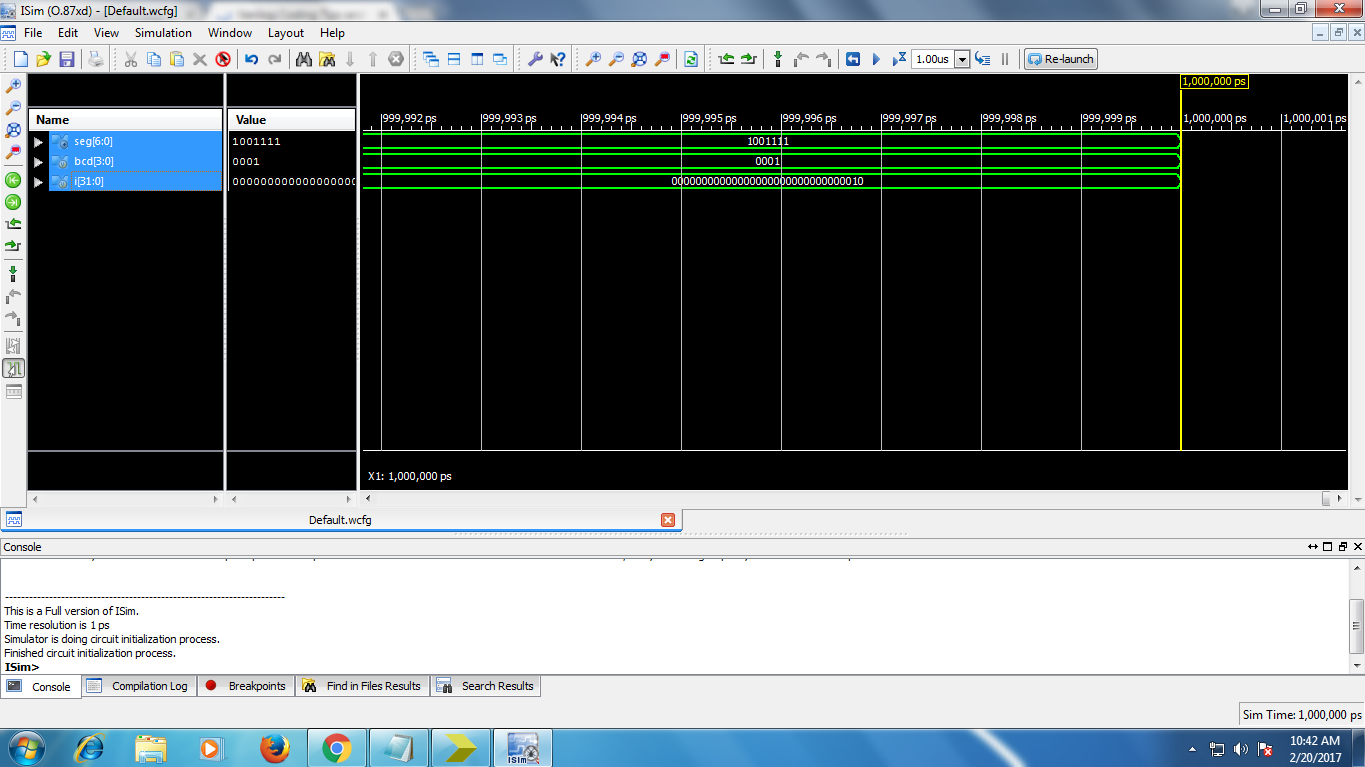 ISim (O.87xd) - [Default.wcfg]
File Edit View Simulation Window Layout Help
1.00us Re-launch
1,000,000 ps
Name Value
999,992 ps 999,993 ps 999,994 ps 999,995 ps 999,996 ps 999,997 ps 999,998 ps 999,999 ps 1,000,000 ps 1,000,001 ps
seg[6:0] 1001111 1001111
bcd[3:0] 0001 0001
i[31:0]
X1: 1,000,000 ps
Default.wcfg
Console
This is a Full version of ISim.
Time resolution is 1 ps
Simulator is doing circuit initialization process.
Finished circuit initialization process.
ISim>
Console Compilation Log Breakpoints Find in Files Results Search Results
Sim Time: 1,000,000 ps
ISim
10:42 AM
2/20/2017